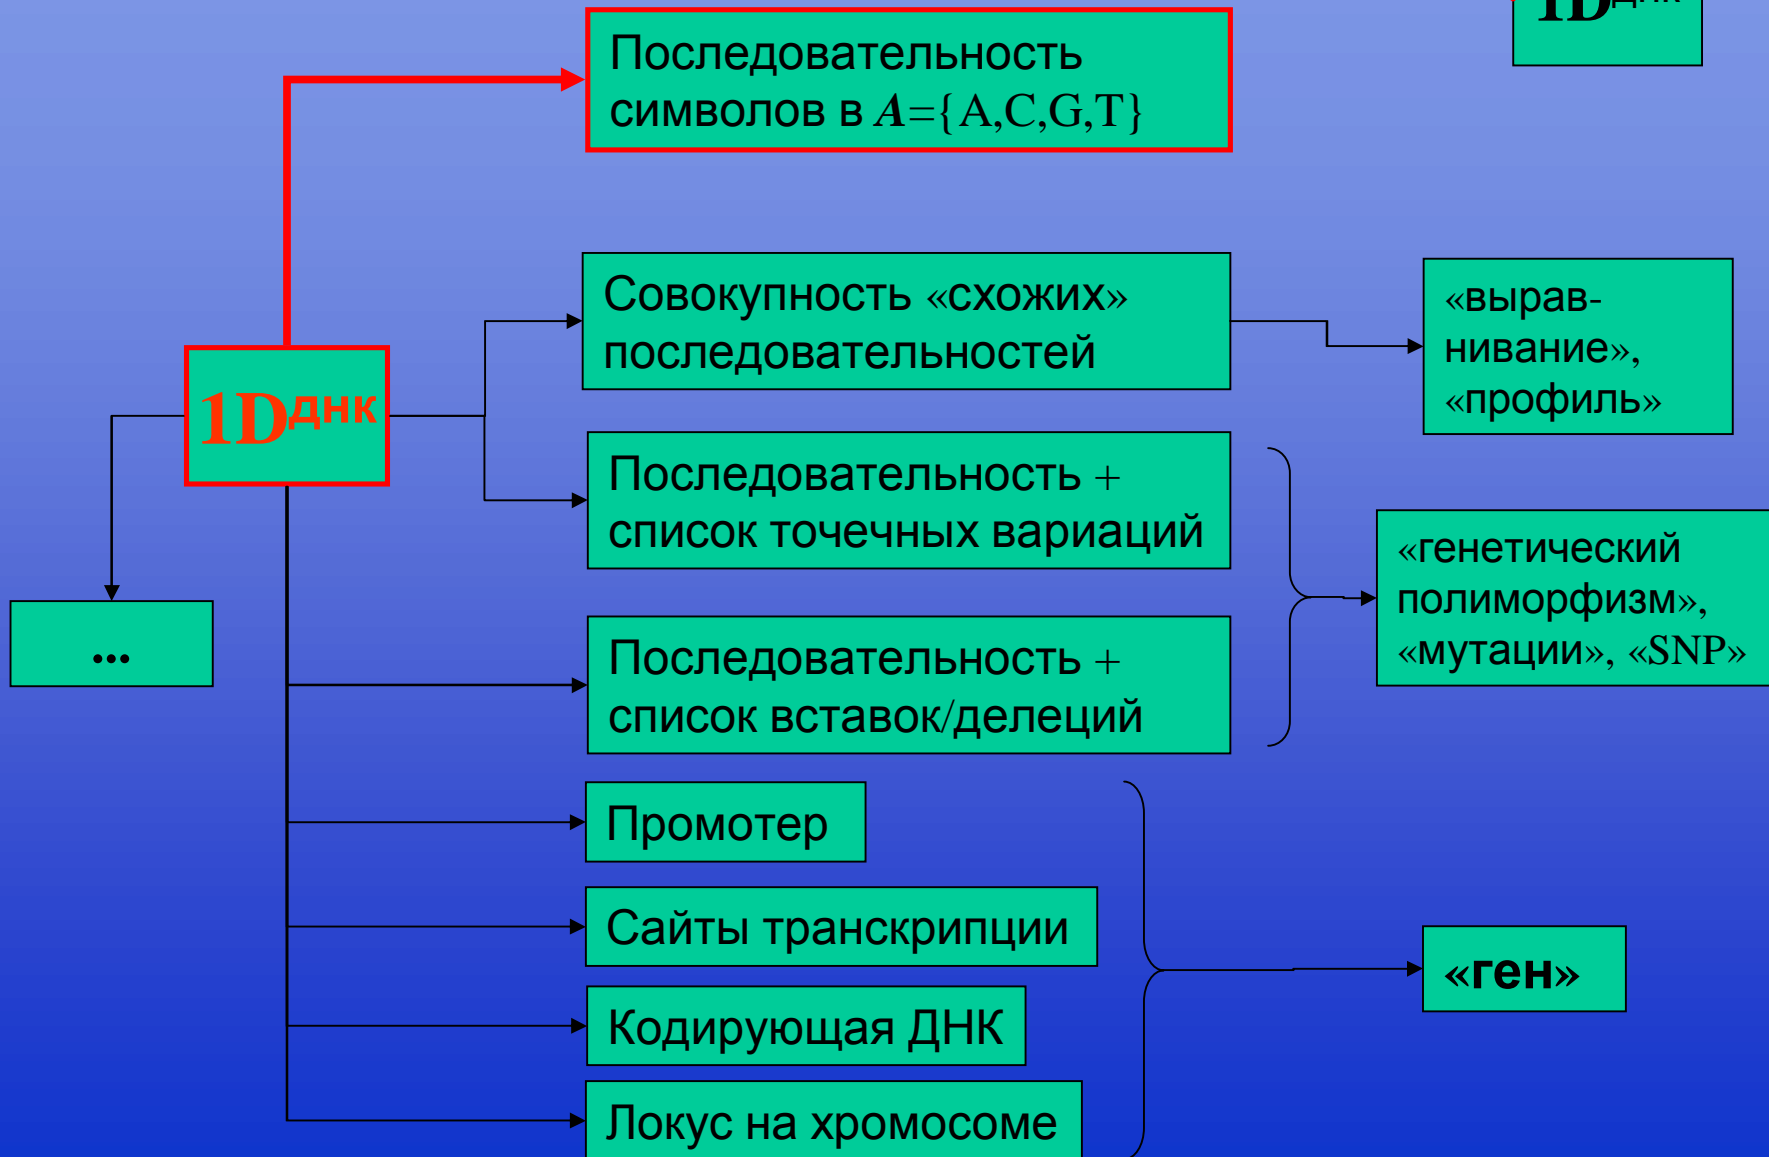 1Dднк
Последовательность
символов в A={A,C,G,T}
Совокупность «схожих»
последовательностей
«вырав-
нивание»,
«профиль»
1Dднк
Последовательность +
список точечных вариаций
«генетический
полиморфизм»,
«мутации», «SNP»
...
Последовательность +
список вставок/делеций
Промотер
Сайты транскрипции
«ген»
Кодирующая ДНК
Локус на хромосоме